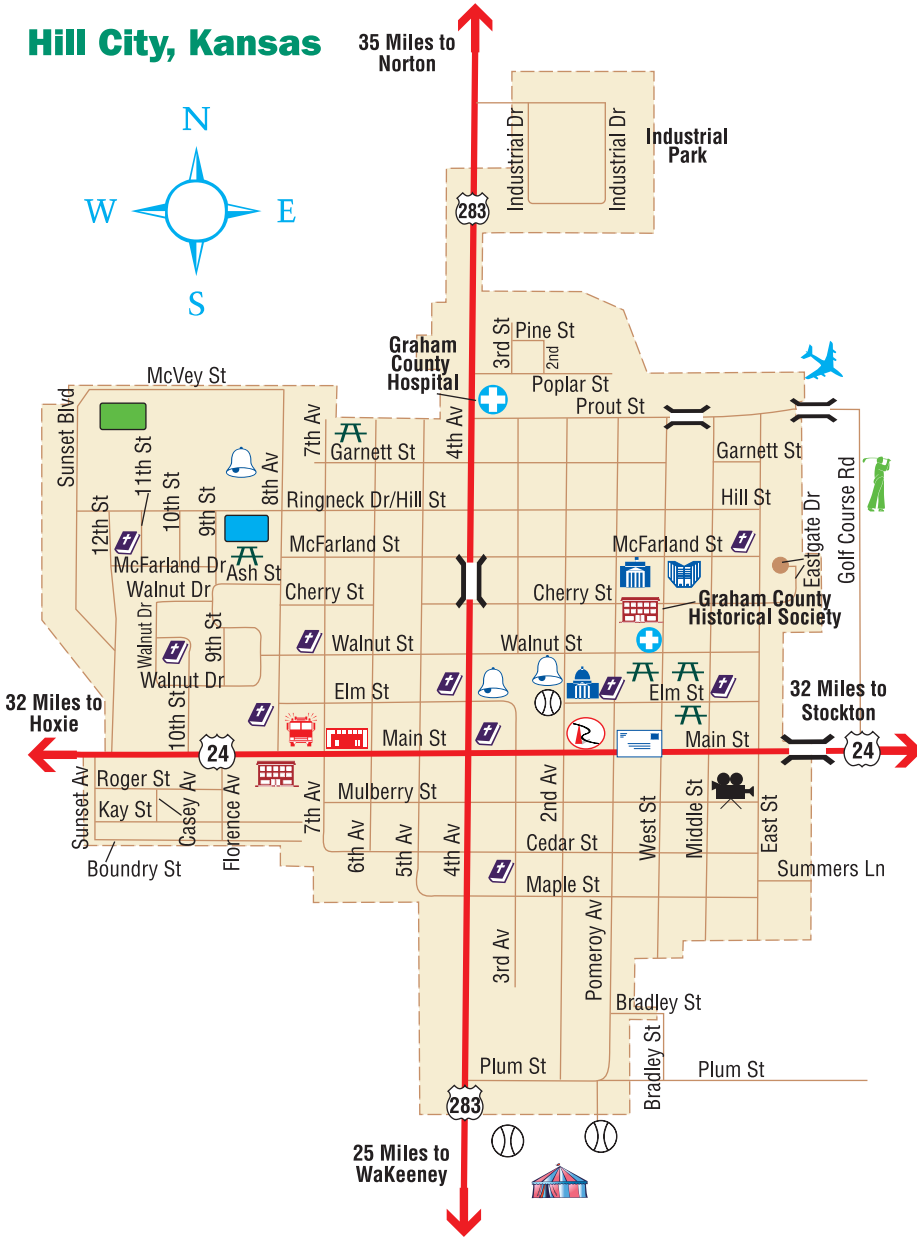 Hill City, Kansas
35 Miles to
Norton
N
W
E
S
Industrial Dr
Industrial Dr
Industrial
Park
283
3rd St
Pine St
2nd
Graham
County
Hospital
Poplar St
Prout St
McVey St
Sunset Blvd
7th Av
4th Av
Garnett St
Garnett St
11th St
10th St
9th St
8th Av
12th St
Ringneck Dr/Hill St
Hill St
Eastgate Dr
Golf Course Rd
McFarland St
McFarland St
McFarland Dr
Ash St
Walnut Dr
Cherry St
Cherry St
Graham County
Historical Society
Walnut Dr
9th St
Walnut St
Walnut St
Walnut Dr
Elm St
Elm St
10th St
32 Miles to
Hoxie
32 Miles to
Stockton
24
Main St
R
Main St
24
Sunset Av
Roger St
Kay St
Casey Av
Florence Av
Boundry St
7th Av
Mulberry St
6th Av
5th Av
4th Av
2nd Av
West St
Middle St
East St
Cedar St
Maple St
Summers Ln
3rd Av
Pomeroy Av
Bradley St
Bradley St
Plum St
Plum St
283
25 Miles to
WaKeeney